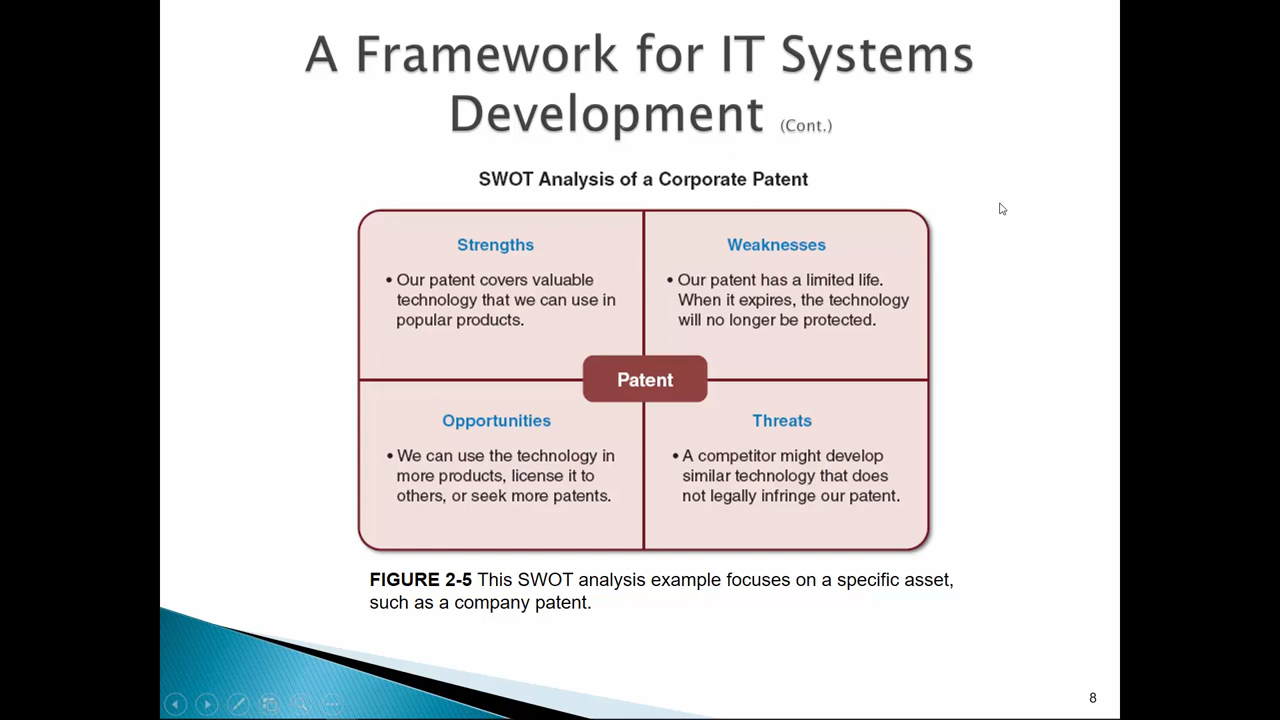 A Framework for IT Systems
Development (Cont.)
SWOT Analysis of a Corporate Patent
Strengths
• Our patent covers valuable
technology that we can use in
popular products.
Weaknesses
• Our patent has a limited life.
When it expires, the technology
will no longer be protected.
Patent
Opportunities
• We can use the technology in
more products, license it to
others, or seek more patents.
Threats
• A competitor might develop
similar technology that does
not legally infringe our patent.
FIGURE 2-5 This SWOT analysis example focuses on a specific asset,
such as a company patent.
8